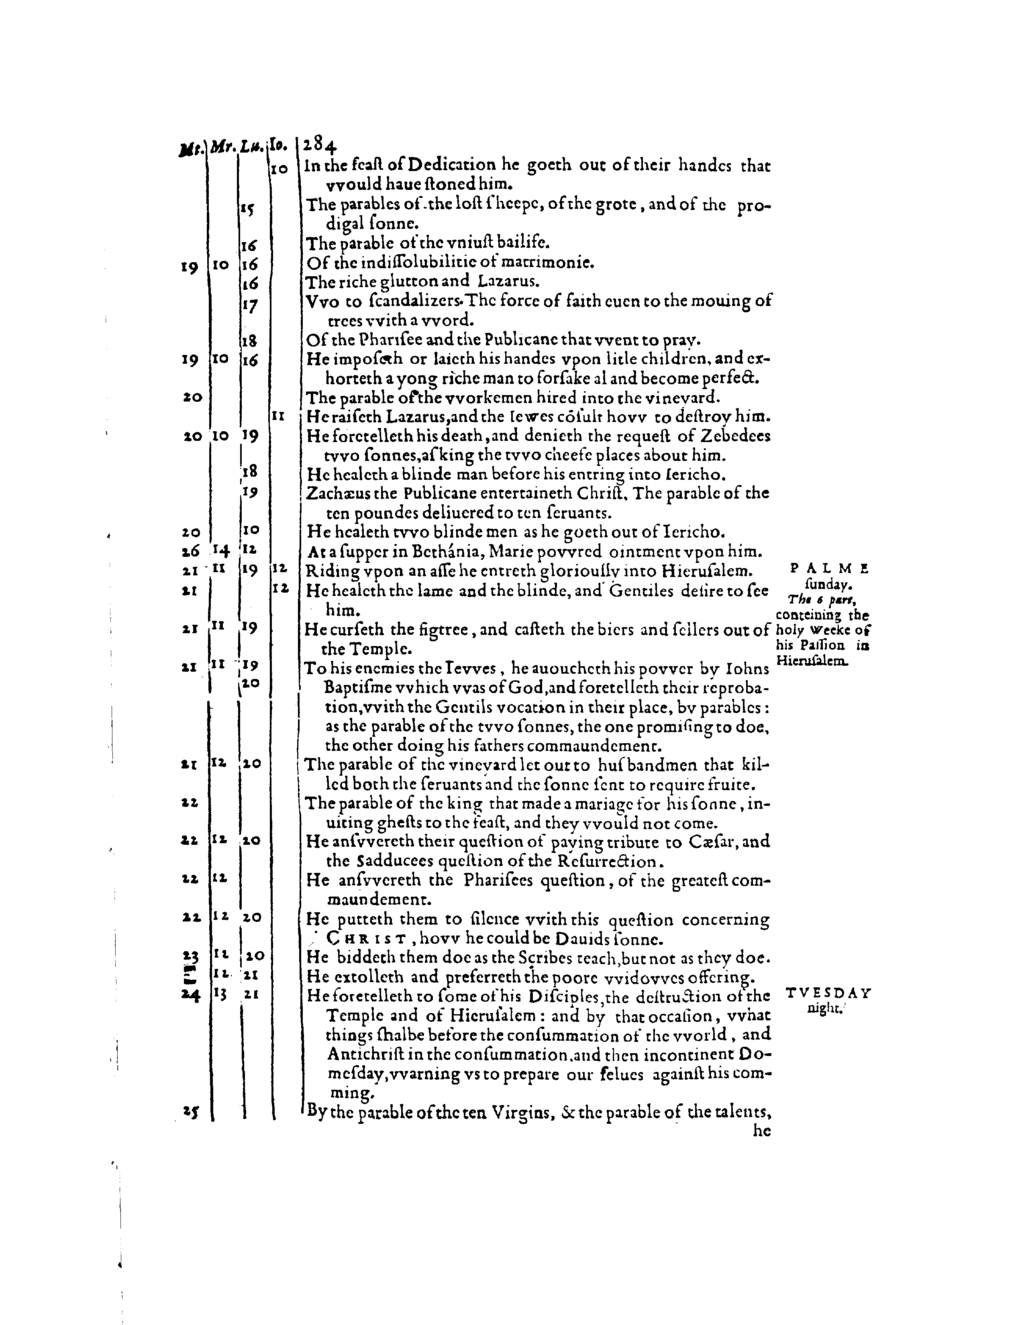 Mt. Mr. Lu. Io. 284
10 In the feast of Dedication he goeth out of their handes that
vvould haue stoned him.
15 The parables of the lost sheepe, of the grote, and of the pro-
digal sonne.
16 The parable of the vniust bailife.
19 10 16 Of the indissolubilitie of matrimonie.
16 The riche glutton and Lazarus.
17 Vvo to scandalizers. The force of faith euen to the mouing of
trees vvith a vvord.
18 Of the Pharisee and the Publicane that vvent to pray.
19 10 16 He imposeth or laieth his handes vpon litle children, and ex-
horteth a yong riche man to forsake al and become perfect.
20 The parable of the vvorkemen hired into the vineyard.
11 He raiseth Lazarus, and the Iewes cōsult hovv to destroy him.
20 10 19 He foretelleth his death, and denieth the request of Zebedees
tvvo sonnes, asking the tvvo cheefe places about him.
18 He healeth a blinde man before his entring into Iericho.
19 Zachæus the Publicane entertaineth Christ. The parable of the
ten poundes deliuered to ten seruants.
20 10 He healeth tvvo blinde men as he goeth out of Iericho.
26 14 12 At a supper in Bethánia, Marie povvred ointment vpon him.
21 11 19 12 Riding vpon an asse he entreth gloriously into Hierusalem. PALME
sunday.
21 12 He healeth the lame and the blinde, and Gentiles desire to see
him.
The 6 part,
conteining the
21 11 19 He curseth the figtree, and casteth the biers and sellers out of holy Weeke of
the Temple. his Passion in
21 11 19 To his enemies the Ievves, he auoucheth his povver by Iohns Hierusalem.
20 Baptisme vvhich vvas of God, and foretelleth their reproba-
tion, vvith the Gentils vocation in their place, by parables:
as the parable of the tvvo sonnes, the one promising to doe,
the other doing his fathers commaundement.
21 12 20 The parable of the vineyard let out to husbandmen that kil-
led both the seruants and the sonne sent to require fruite.
22 The parable of the king that made a mariage for his sonne, in-
uiting ghests to the feast, and they vvould not come.
22 12 20 He ansvvereth their question of paying tribute to Cæsar, and
the Sadducees question of the Resurrection.
22 12 He ansvvereth the Pharisees question, of the greatest com-
maundement.
22 12 20 He putteth them to silence vvith this question concerning
CHRIST, hovv he could be Dauids sonne.
23 12 20 He biddeth them doe as the Scribes teach, but not as they doe.
12 21 He extolleth and preferreth the poore vvidovves offering.
24 13 21 He foretelleth to some of his Disciples, the destruction of the TVESDAY
night.
Temple and of Hierusalem: and by that occasion, vvhat
things shalbe before the consummation of the vvorld, and
Antichrist in the consummation, and then incontinent Do-
mesday, vvarning vs to prepare our selues against his com-
ming.
25 By the parable of the ten Virgins, & the parable of the talents,
he